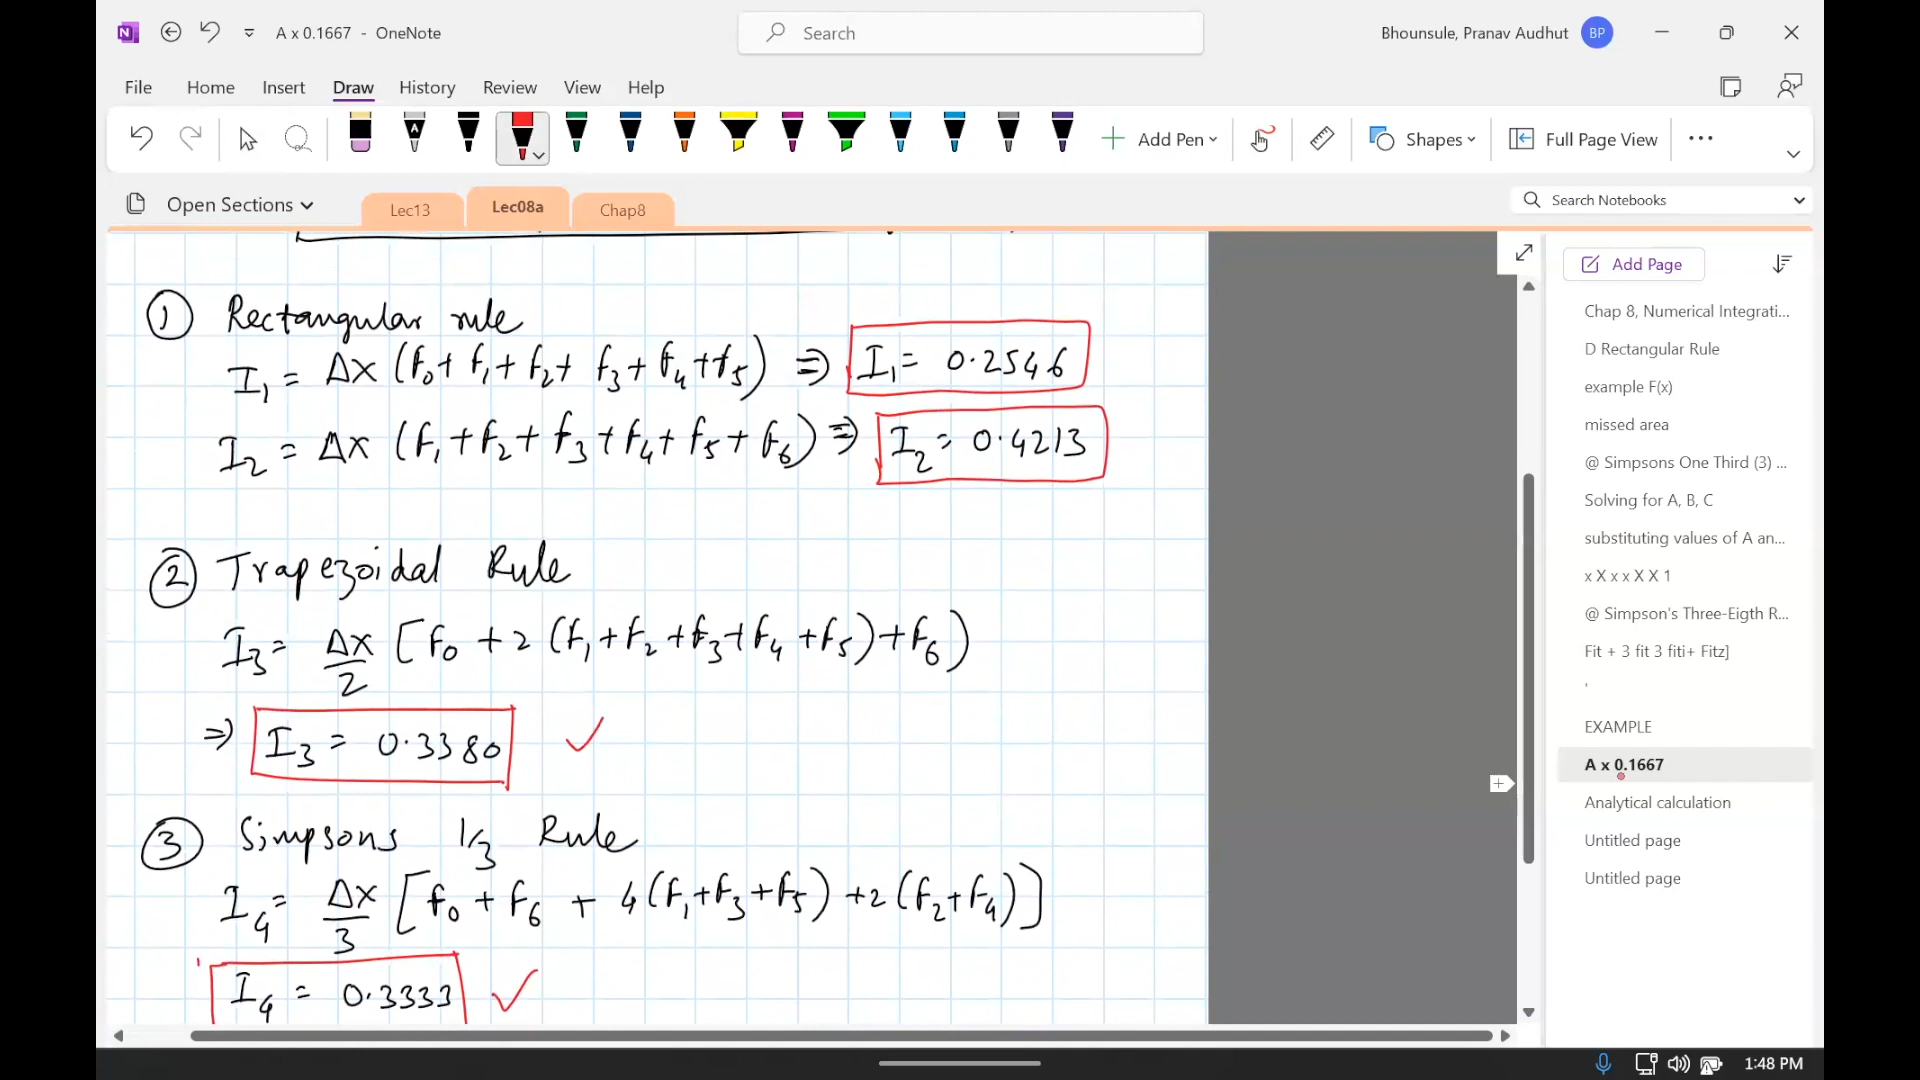 A x 0.1667 - OneNote
Search
Bhounsule, Pranav Audhut
BP
File Home Insert Draw History Review View Help
Add Pen
Shapes
Full Page View
Open Sections
Lec13
Lec08a
Chap8
Search Notebooks
① Rectangular rule
I₁ = Δx (f₀ + f₁ + f₂ + f₃ + f₄ + f₅) ⇒ I₁ = 0.2546
I₂ = Δx (f₁ + f₂ + f₃ + f₄ + f₅ + f₆) ⇒ I₂ = 0.4213
② Trapezoidal Rule
I₃ = Δx/2 [f₀ + 2 (f₁ + f₂ + f₃ + f₄ + f₅) + f₆)
⇒ I₃ = 0.3380 ✓
③ Simpsons 1/3 Rule
I₄ = Δx/3 [f₀ + f₆ + 4 (f₁ + f₃ + f₅) + 2 (f₂ + f₄)]
I₄ = 0.3333 ✓
Add Page
Chap 8, Numerical Integrati...
D Rectangular Rule
example F(x)
missed area
@ Simpsons One Third (3) ...
Solving for A, B, C
substituting values of A an...
x X x x X X 1
@ Simpson's Three-Eigth R...
Fit + 3 fit 3 fiti+ Fitz]
'
EXAMPLE
A x 0.1667
Analytical calculation
Untitled page
Untitled page
1:48 PM